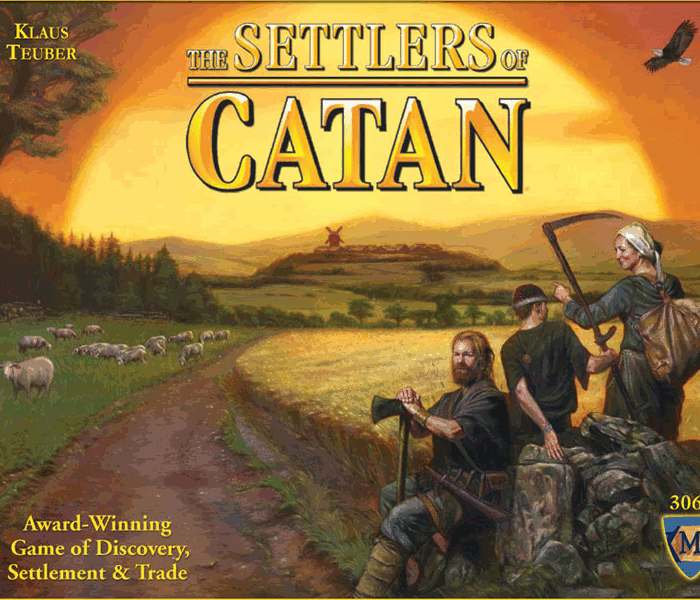 KLAUS
TEUBER
THE SETTLERS OF
CATAN
Award-Winning
Game of Discovery,
Settlement & Trade
306
M